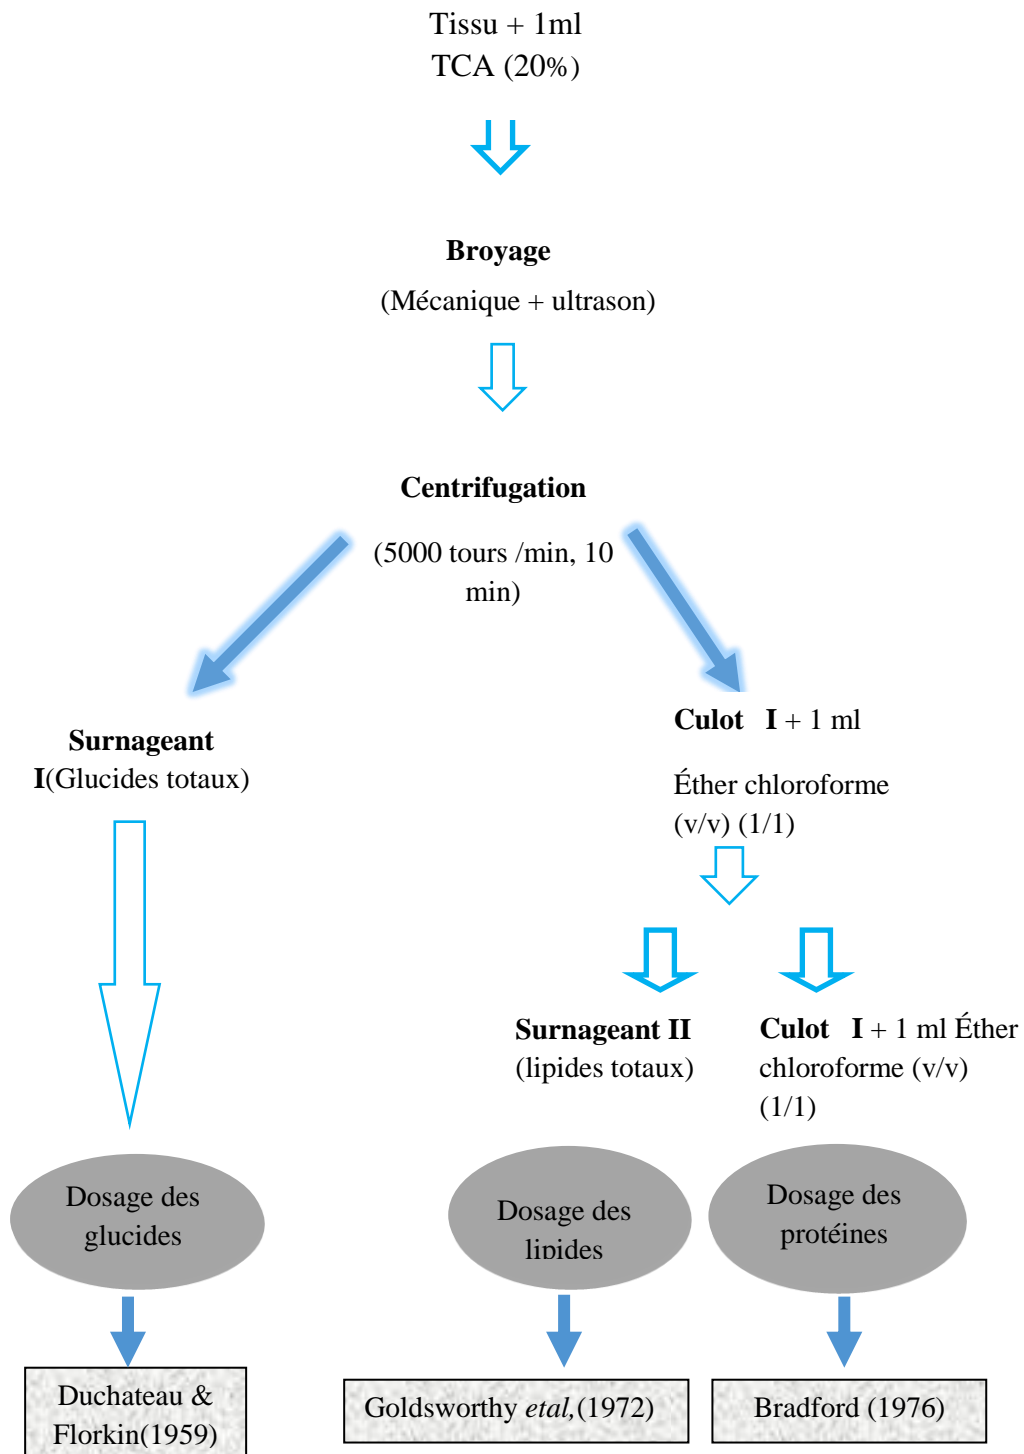 Tissu + 1ml
TCA (20%)
Broyage
(Mécanique + ultrason)
Centrifugation
(5000 tours /min, 10
min)
Surnageant
I(Glucides totaux)
Culot I + 1 ml
Éther chloroforme
(v/v) (1/1)
Surnageant II
(lipides totaux)
Culot I + 1 ml Éther
chloroforme (v/v)
(1/1)
Dosage des
glucides
Dosage des
lipides
Dosage des
protéines
Duchateau &
Florkin(1959)
Goldsworthy etal,(1972)
Bradford (1976)